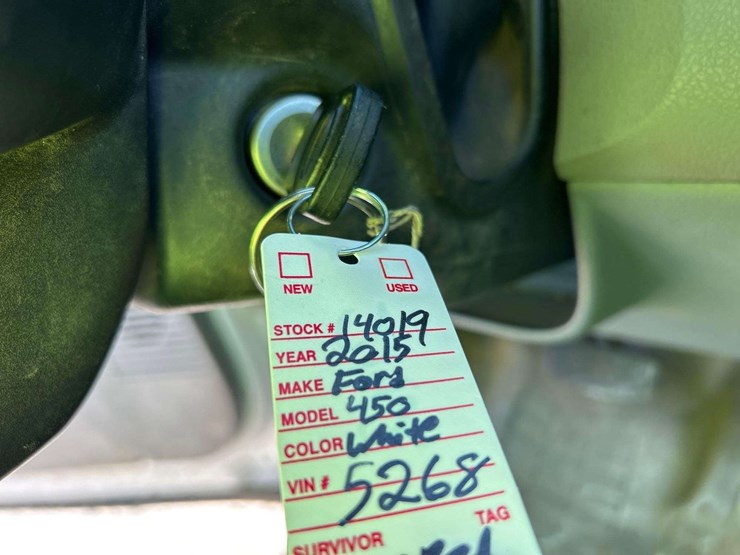 NEW USED
STOCK # 14019
YEAR 2015
MAKE Ford
MODEL 450
COLOR White
VIN # 5268
TAG
SURVIVOR